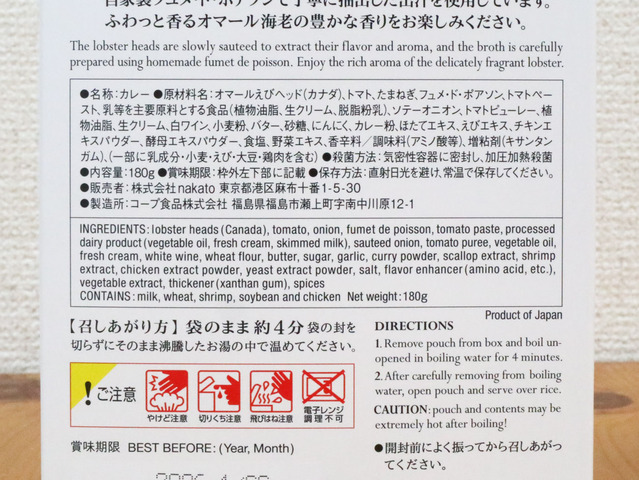 自家製フュメ・ド・ポアソンで丁寧に抽出した出汁を使用しています。
ふわっと香るオマール海老の豊かな香りをお楽しみください。
The lobster heads are slowly sauteed to extract their flavor and aroma, and the broth is carefully
prepared using homemade fumet de poisson. Enjoy the rich aroma of the delicately fragrant lobster.
●名称:カレー ●原材料名:オマールえびヘッド(カナダ)、トマト、たまねぎ、フュメ・ド・ポアソン、トマトペー
スト、乳等を主要原料とする食品(植物油脂、生クリーム、脱脂粉乳)、ソテーオニオン、トマトピューレー、植
物油脂、生クリーム、白ワイン、小麦粉、バター、砂糖、にんにく、カレー粉、ほたてエキス、えびエキス、チキンエ
キスパウダー、酵母エキスパウダー、食塩、野菜エキス、香辛料／調味料(アミノ酸等)、増粘剤(キサンタン
ガム)、(一部に乳成分・小麦・えび・大豆・鶏肉を含む) ●殺菌方法:気密性容器に密封し、加圧加熱殺菌
●内容量:180g ●賞味期限:枠外左下部に記載 ●保存方法:直射日光を避け、常温で保存してください。
●販売者:株式会社nakato 東京都港区麻布十番1-5-30
●製造所:コープ食品株式会社 福島県福島市瀬上町字南中川原12-1
INGREDIENTS: lobster heads (Canada), tomato, onion, fumet de poisson, tomato paste, processed
dairy product (vegetable oil, fresh cream, skimmed milk), sauteed onion, tomato puree, vegetable oil,
fresh cream, white wine, wheat flour, butter, sugar, garlic, curry powder, scallop extract, shrimp
extract, chicken extract powder, yeast extract powder, salt, flavor enhancer (amino acid, etc.),
vegetable extract, thickener (xanthan gum), spices
CONTAINS: milk, wheat, shrimp, soybean and chicken Net weight:180g
Product of Japan
【召しあがり方】袋のまま約4分 袋の封を
切らずにそのまま沸騰したお湯の中で温めてください。
DIRECTIONS
1. Remove pouch from box and boil un-
opened in boiling water for 4 minutes.
2. After carefully removing from boiling
water, open pouch and serve over rice.
CAUTION: pouch and contents may be
extremely hot after boiling!
●開封前によく振ってから召しあがっ
てください。
! ご注意
やけど注意
切りくち注意
飛びはね注意
電子レンジ
調理不可
賞味期限 BEST BEFORE: (Year, Month)